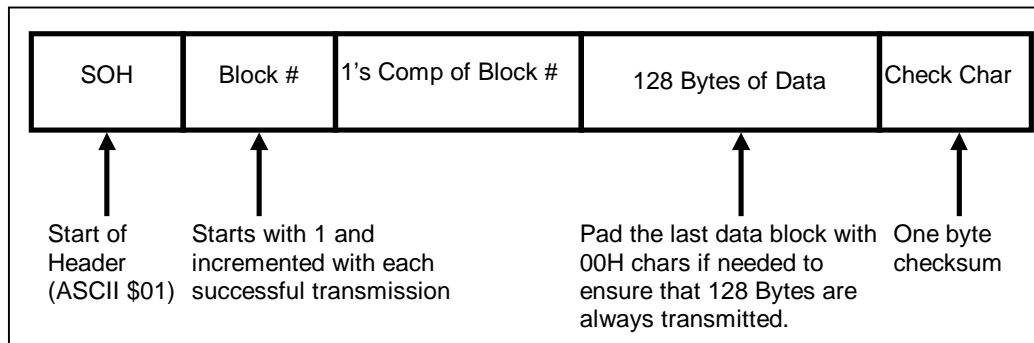 SOH
Block #
1's Comp of Block #
128 Bytes of Data
Check Char
Start of
Header
(ASCII $01)
Starts with 1 and
incremented with each
successful transmission
Pad the last data block with
00H chars if needed to
ensure that 128 Bytes are
always transmitted.
One byte
checksum